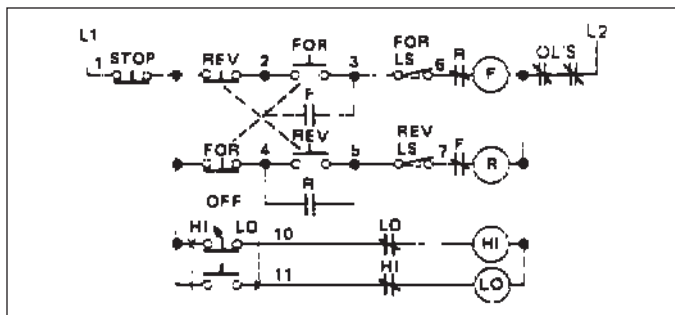 L1 L2
1 STOP REV 2 FOR 3 FOR LS 6 R F OL'S
F
FOR 4 REV 5 REV LS 7 F R
R
OFF
HI LO 10 LO HI
11 HI LO